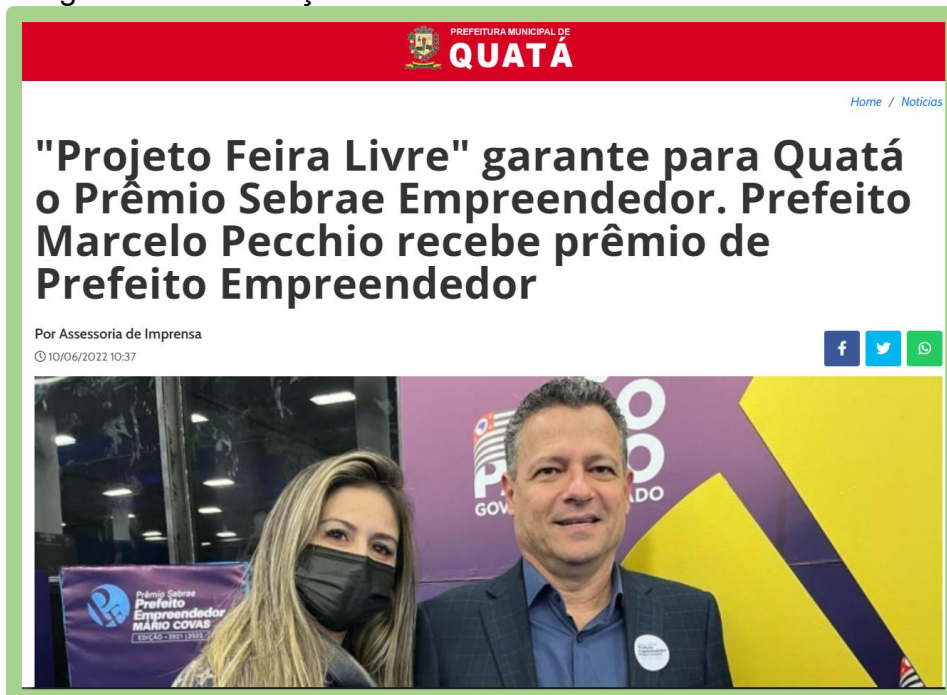 PREFEITURA MUNICIPAL DE
QUATÁ
Home / Notícias
"Projeto Feira Livre" garante para Quatá
o Prêmio Sebrae Empreendedor. Prefeito
Marcelo Pecchio recebe prêmio de
Prefeito Empreendedor
Por Assessoria de Imprensa
10/06/2022 10:37
Prêmio Sebrae
Prefeito
Empreendedor
MÁRIO COVAS
EDIÇÃO - 2021 | 2022